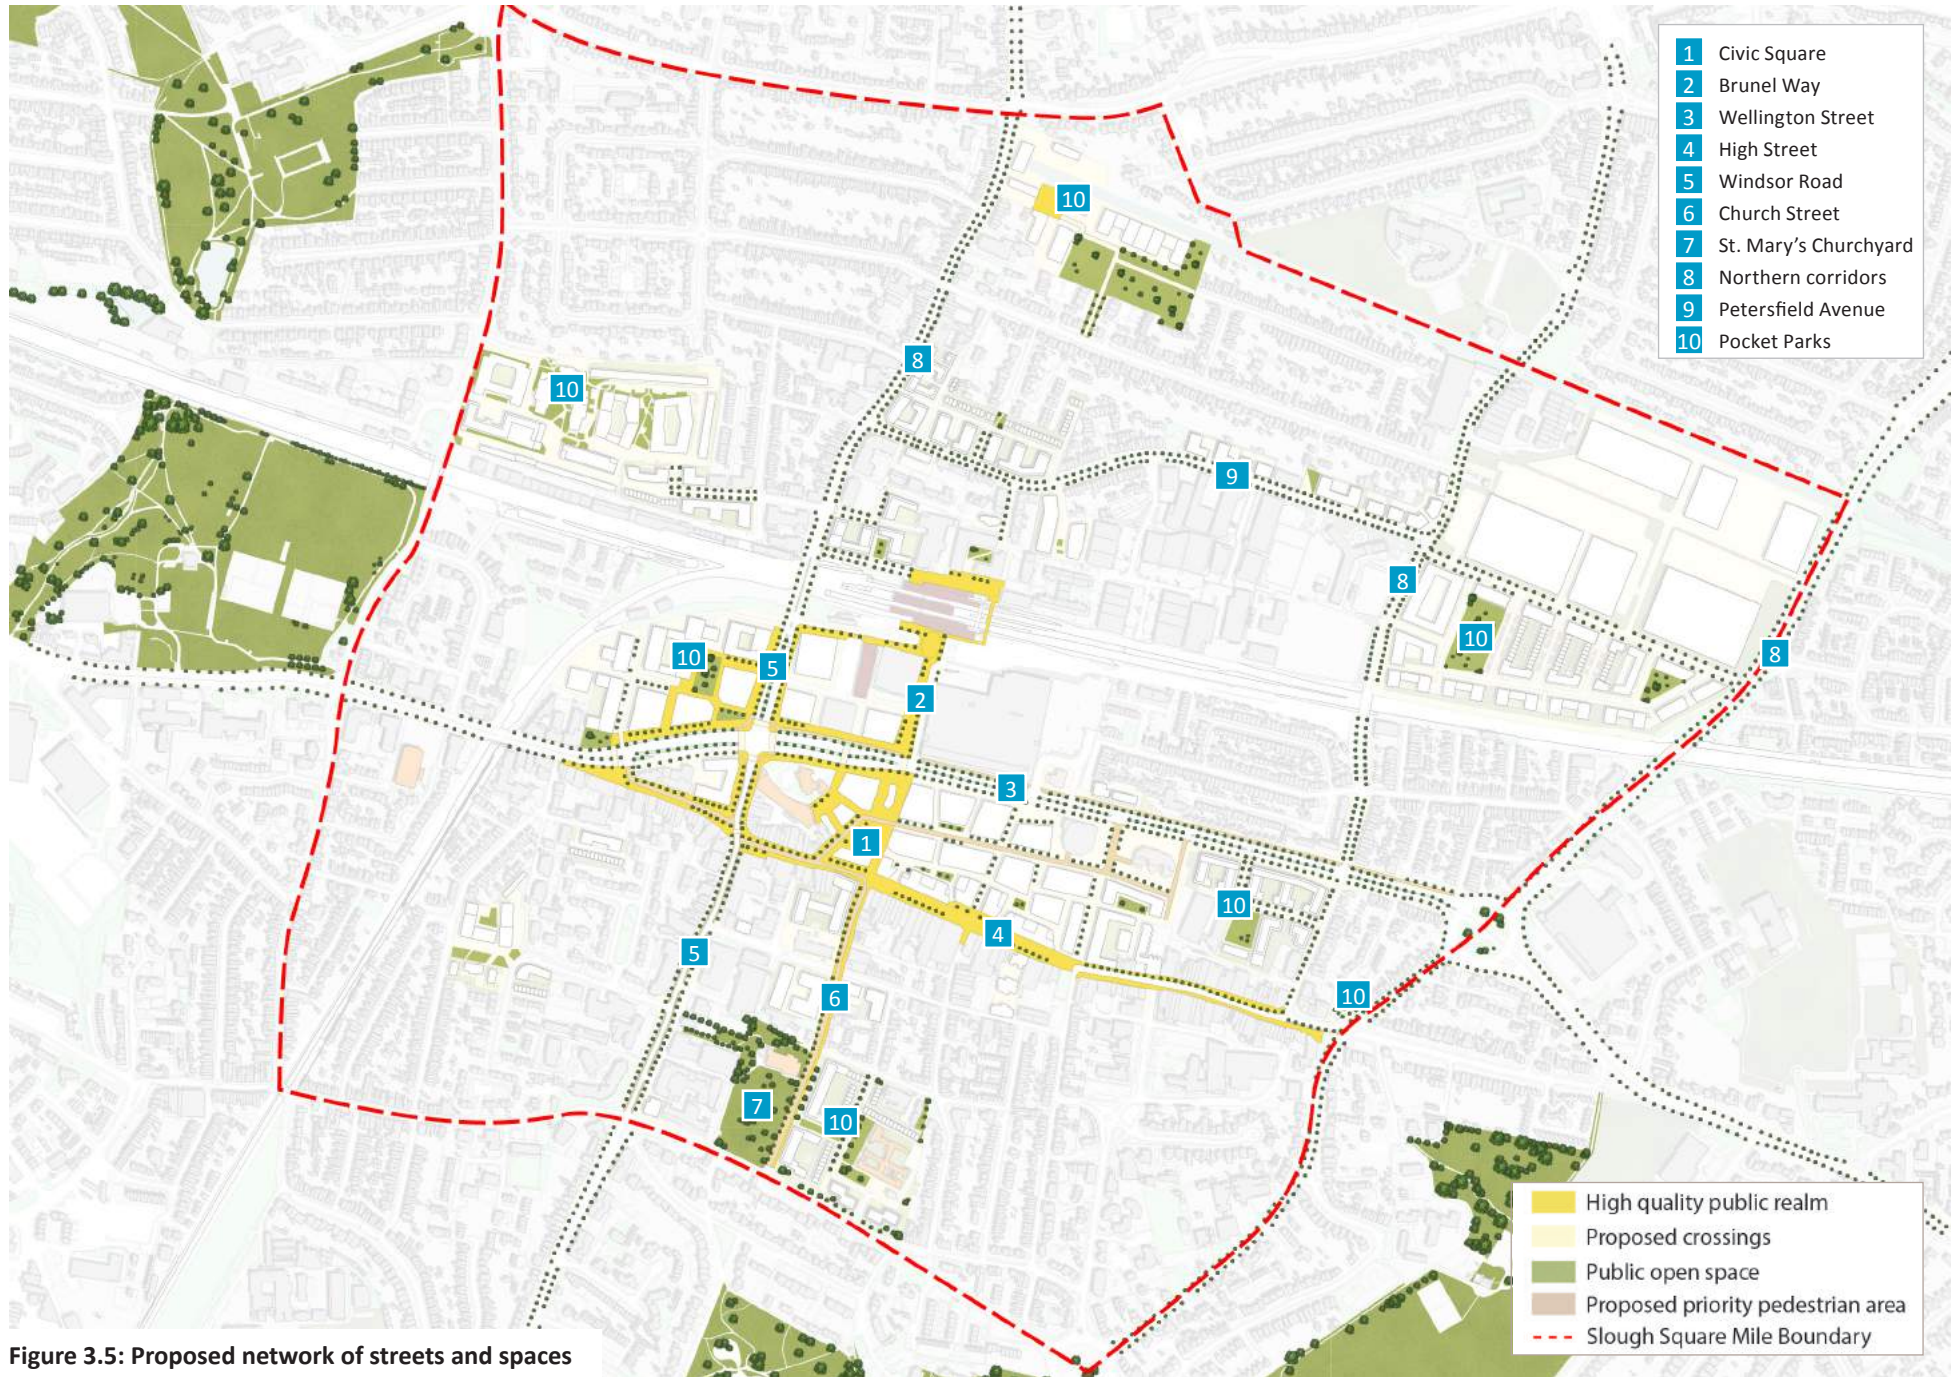 1 Civic Square
2 Brunel Way
3 Wellington Street
4 High Street
5 Windsor Road
6 Church Street
7 St. Mary's Churchyard
8 Northern corridors
9 Petersfield Avenue
10 Pocket Parks
10
8
10
9
8
10
10
8
5
2
3
1
10
4
5
6
10
7
10
High quality public realm
Proposed crossings
Public open space
Proposed priority pedestrian area
Slough Square Mile Boundary
Figure 3.5: Proposed network of streets and spaces